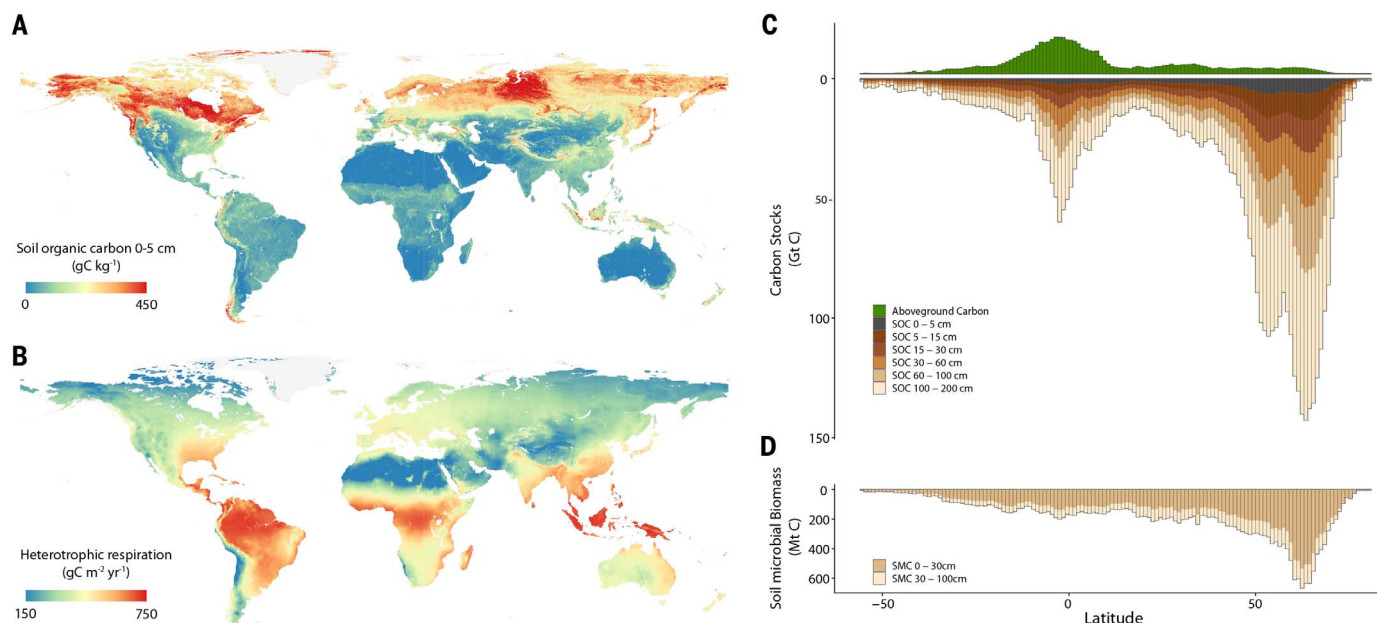 A
Soil organic carbon 0-5 cm
(gC kg⁻¹)
0 450
B
Heterotrophic respiration
(gC m⁻² yr⁻¹)
150 750
C
0
50
100
150
Carbon Stocks
(Gt C)
Aboveground Carbon
SOC 0 – 5 cm
SOC 5 – 15 cm
SOC 15 – 30 cm
SOC 30 – 60 cm
SOC 60 – 100 cm
SOC 100 – 200 cm
D
0
200
400
600
Soil microbial Biomass
(Mt C)
SMC 0 – 30cm
SMC 30 – 100cm
−50 0 50
Latitude